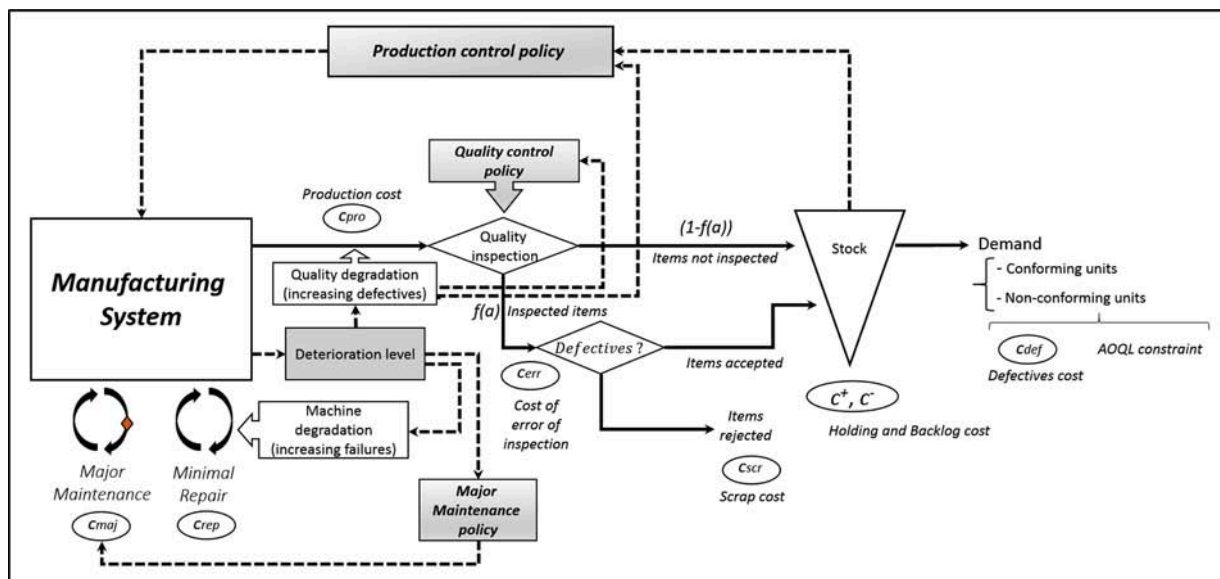 Production control policy
Quality control
policy
Production cost
Cpro
(1-f(a))
Quality
inspection
Items not inspected
Stock
Demand
- Conforming units
- Non-conforming units
Manufacturing
System
Quality degradation
(increasing defectives)
f(a) Inspected items
Deterioration level
Defectives ?
Items accepted
Cdef
AOQL constraint
Defectives cost
Cerr
Cost of
error of
inspection
C+, C-
Holding and Backlog cost
Machine
degradation
(increasing failures)
Items
rejected
Cscr
Scrap cost
Major
Maintenance
Cmaj
Minimal
Repair
Crep
Major
Maintenance
policy